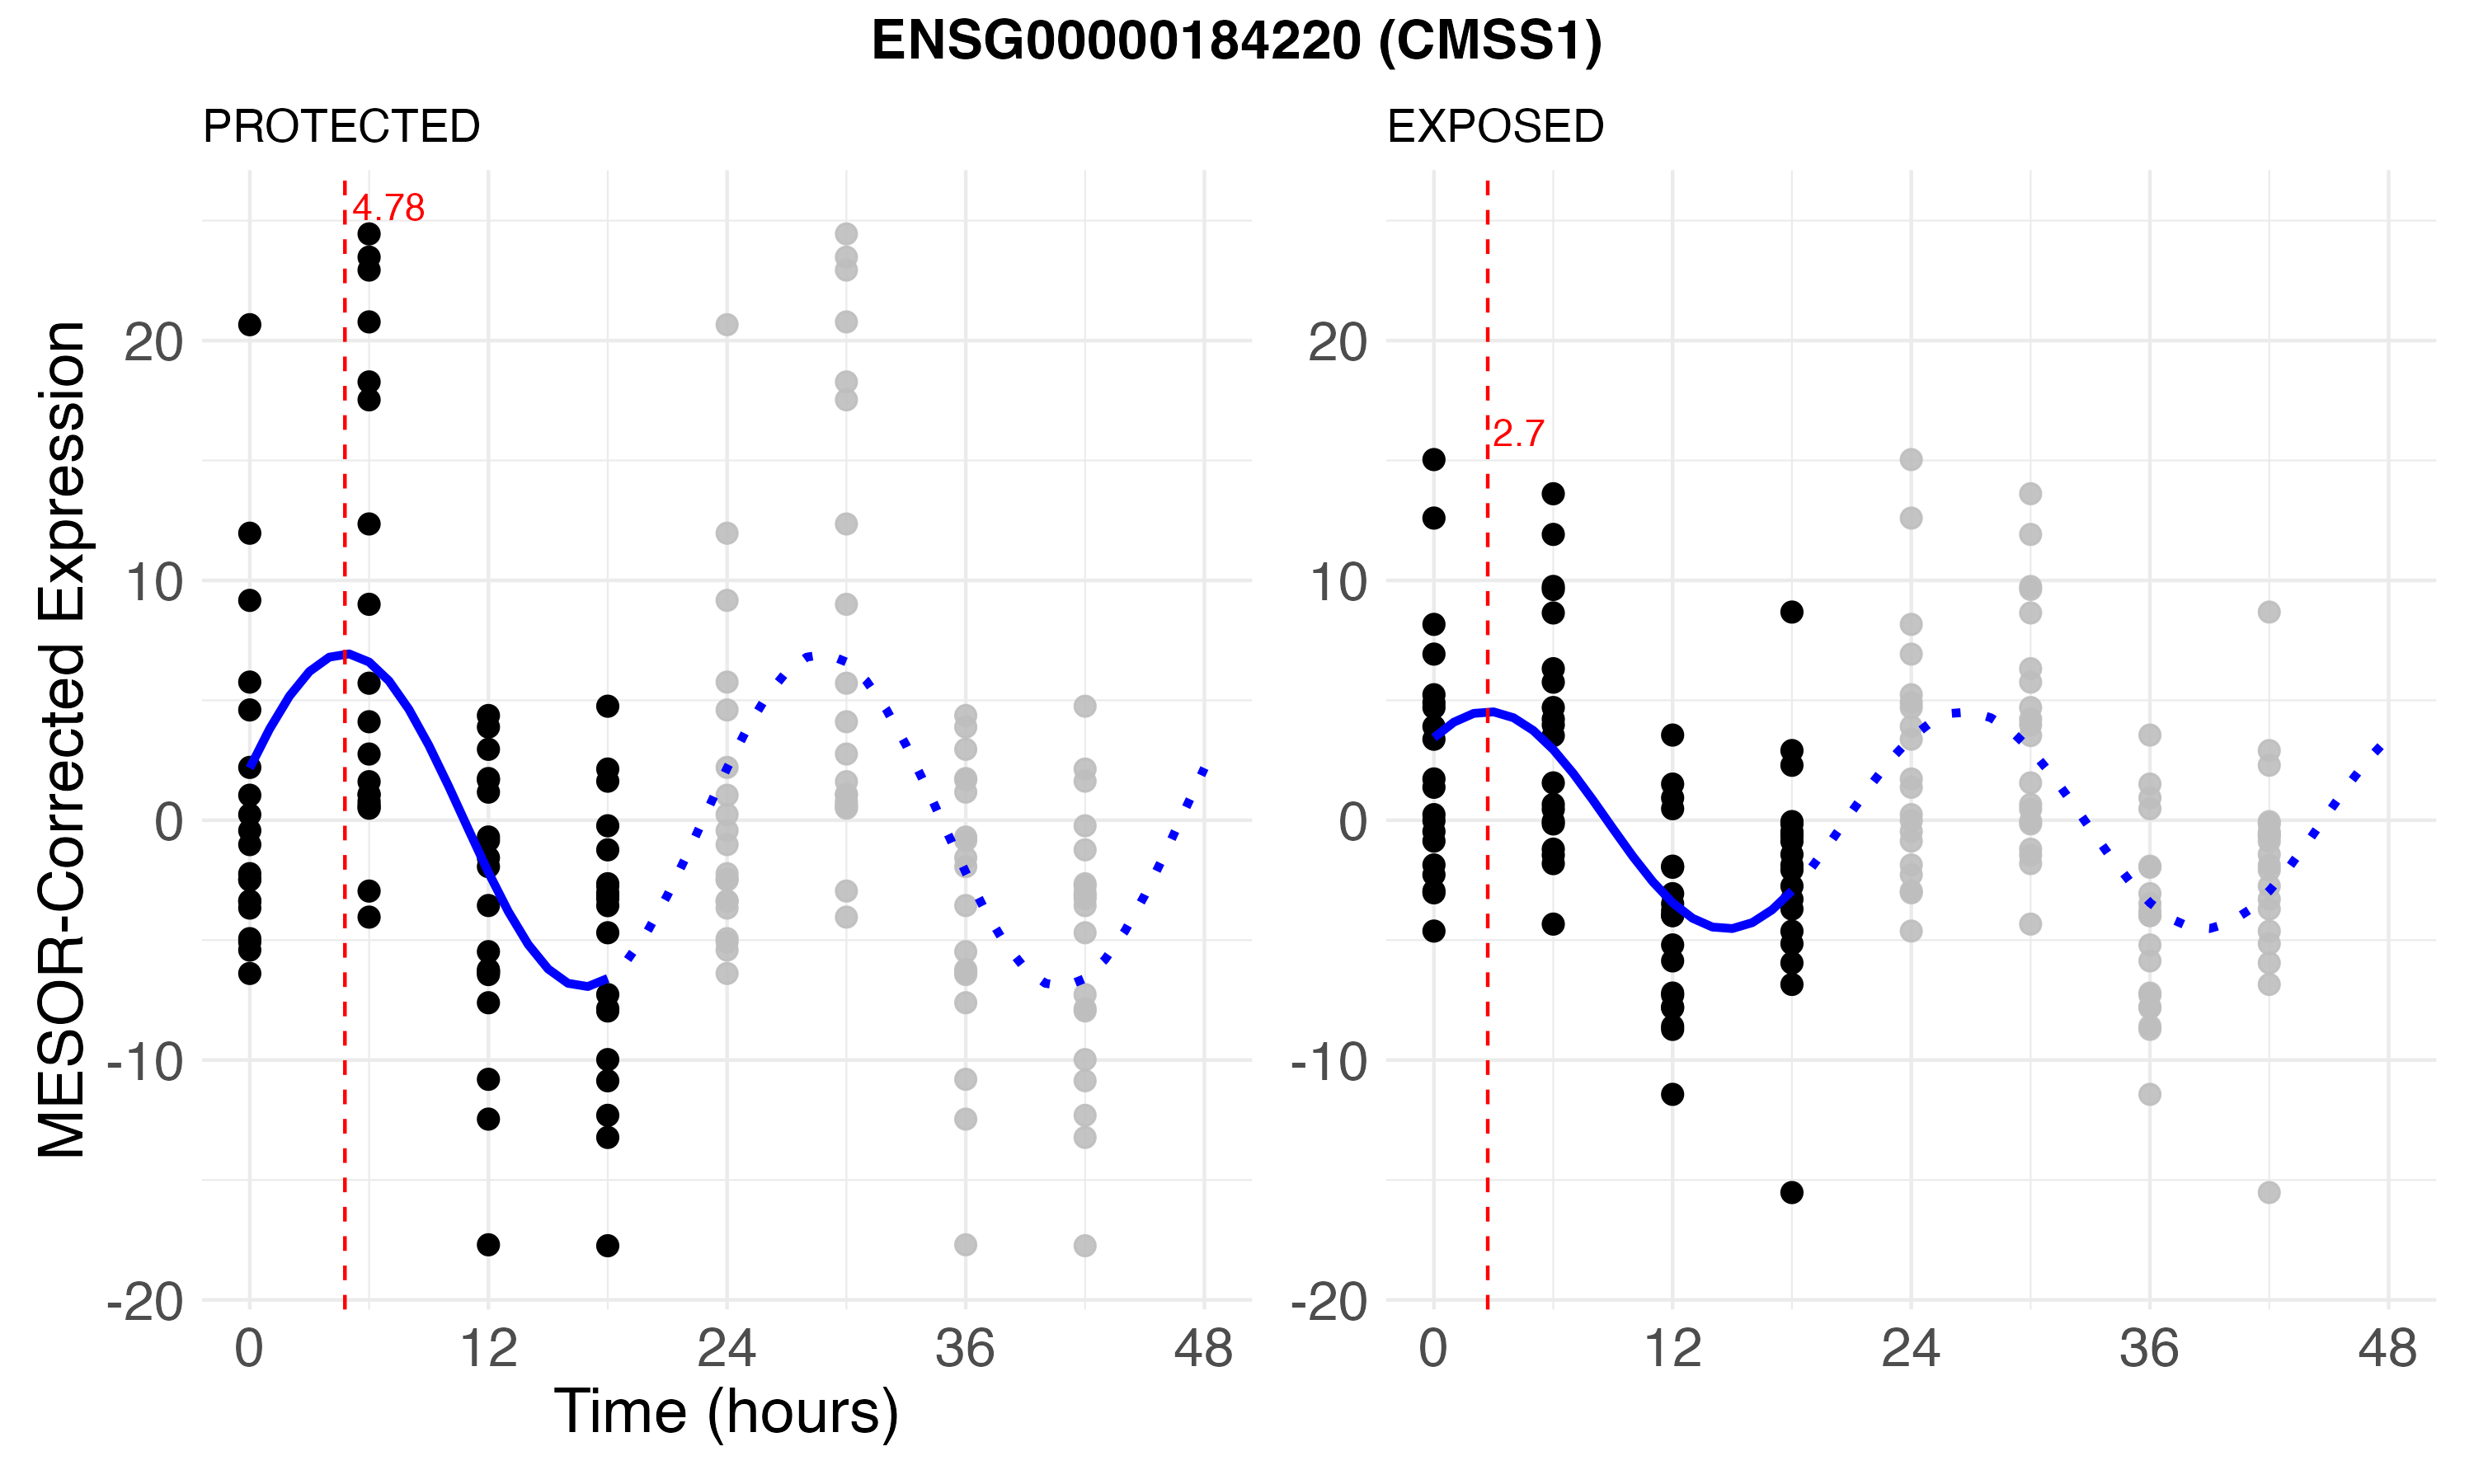 ENSG00000184220 (CMSS1)
PROTECTED
EXPOSED
MESOR-Corrected Expression
4.78
20
10
0
-10
-20
0 12 24 36 48
2.7
20
10
0
-10
-20
0 12 24 36 48
Time (hours)